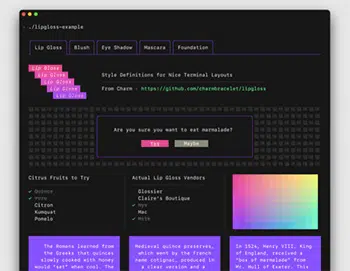 ~ ./lipgloss-example
Lip Gloss Blush Eye Shadow Mascara Foundation
Lip Gloss
Lip Gloss
Lip Gloss
Lip Gloss
Lip Gloss
Style Definitions for Nice Terminal Layouts
From Charm - https://github.com/charmbracelet/lipgloss
Are you sure you want to eat marmalade?
Yes Maybe
Citrus Fruits to Try
✓ Quince
✓ Yuzu
Citron
Kumquat
Pomelo
Actual Lip Gloss Vendors
Glossier
Claire's Boutique
✓ Nyx
Mac
✓ Milk
The Romans learned from
the Greeks that quinces
slowly cooked with honey
would "set" when cool. The
Medieval quince preserves,
which went by the French
name cotignac, produced in
a clear version and a
In 1524, Henry VIII, King
of England, received a
"box of marmalade" from
Mr. Hull of Exeter. This